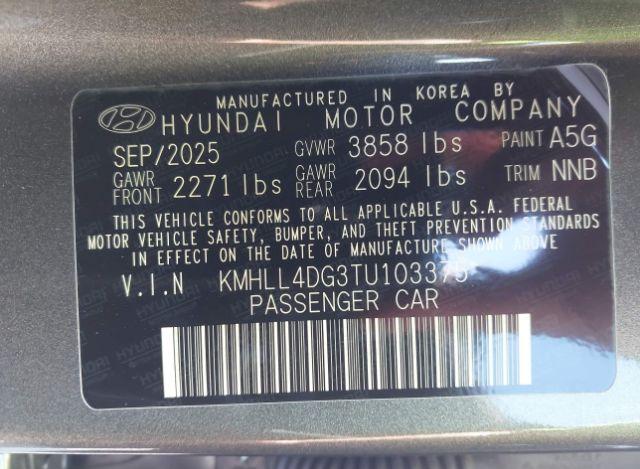 MANUFACTURED IN KOREA BY
HYUNDAI MOTOR COMPANY
SEP/2025 GVWR 3858 lbs PAINT A5G
GAWR FRONT 2271 lbs GAWR REAR 2094 lbs TRIM NNB
THIS VEHICLE CONFORMS TO ALL APPLICABLE U.S.A. FEDERAL
MOTOR VEHICLE SAFETY, BUMPER, AND THEFT PREVENTION STANDARDS
IN EFFECT ON THE DATE OF MANUFACTURE SHOWN ABOVE
V.I.N KMHLL4DG3TU103375
PASSENGER CAR